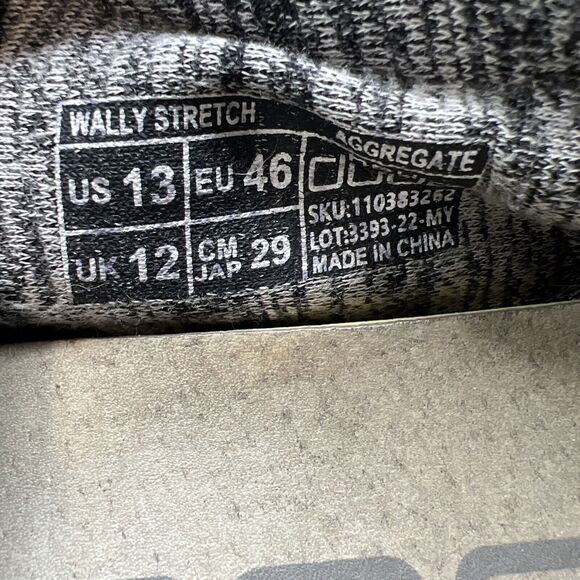 WALLY STRETCH
AGGREGATE
US 13 EU 46
UK 12 CM JAP 29
SKU:110383262
LOT:3393-22-MY
MADE IN CHINA